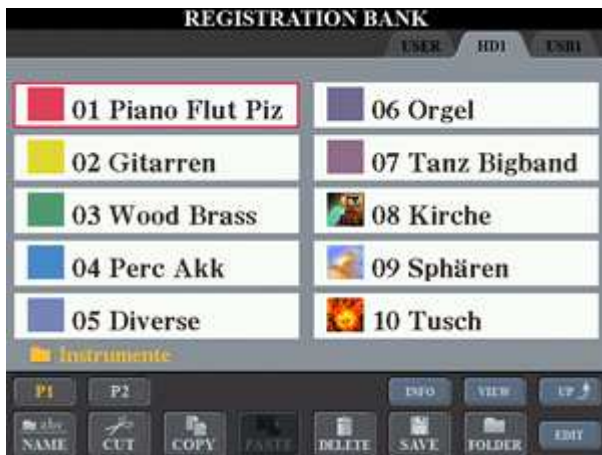 REGISTRATION BANK
USER HD1 USB1
01 Piano Flut Piz
06 Orgel
02 Gitarren
07 Tanz Bigband
03 Wood Brass
08 Kirche
04 Perc Akk
09 Sphären
05 Diverse
10 Tusch
Instrumente
P1 P2 INFO VIEW UP
abc
NAME CUT COPY PASTE DELETE SAVE FOLDER EDIT